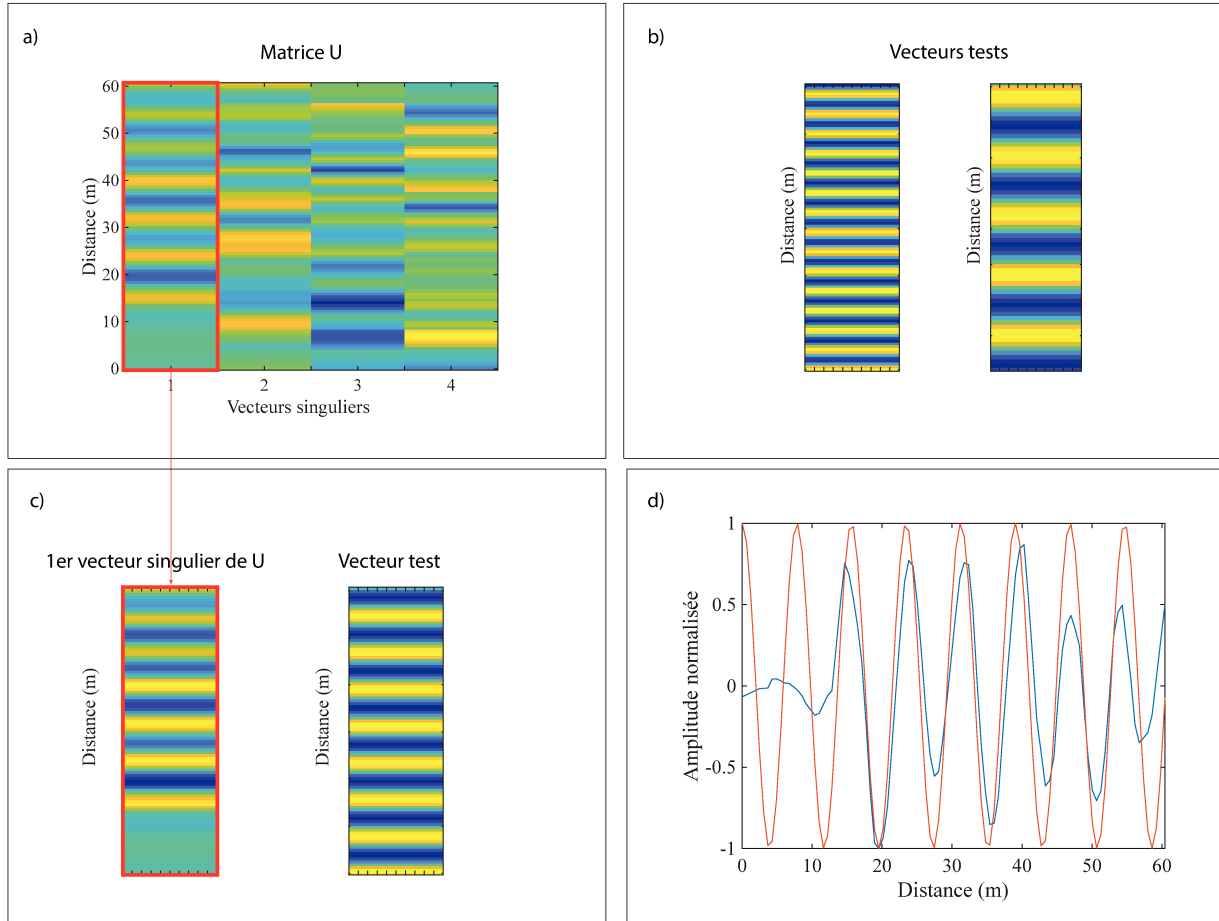 a)
Matrice U
60
50
40
30
20
10
0
Distance (m)
1
2
3
4
Vecteurs singuliers
b)
Vecteurs tests
Distance (m)
Distance (m)
c)
1er vecteur singulier de U
Vecteur test
Distance (m)
Distance (m)
d)
1
0.5
0
-0.5
-1
Amplitude normalisée
0
10
20
30
40
50
60
Distance (m)